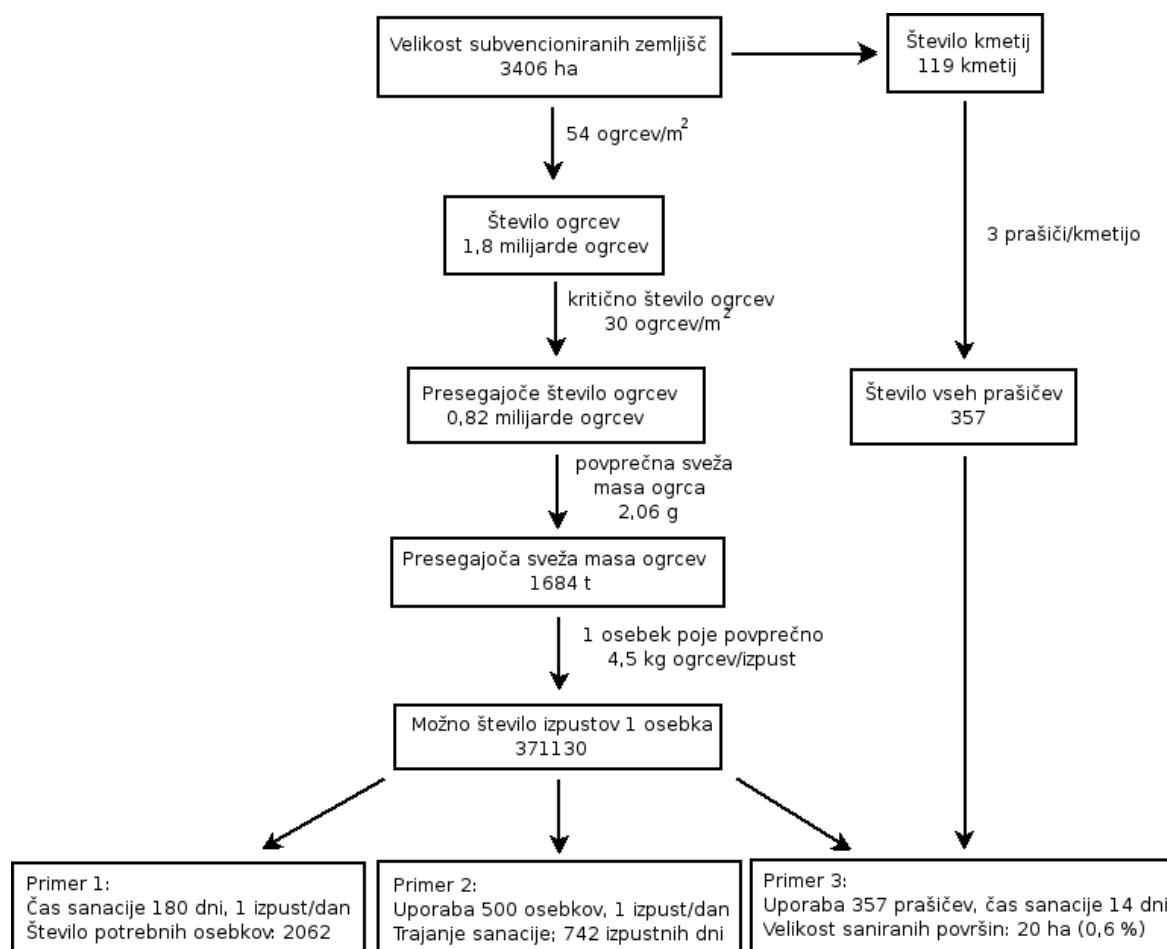 Velikost subvencioniranih zemljišč
3406 ha
Število kmetij
119 kmetij
54 ogrcev/m²
Število ogrcev
1,8 milijarde ogrcev
3 prašiči/kmetijo
kritično število ogrcev
30 ogrcev/m²
Presegajoče število ogrcev
0,82 milijarde ogrcev
Število vseh prašičev
357
povprečna sveža
masa ogrca
2,06 g
Presegajoča sveža masa ogrcev
1684 t
1 osebek poje povprečno
4,5 kg ogrcev/izpust
Možno število izpustov 1 osebka
371130
Primer 1:
Čas sanacije 180 dni, 1 izpust/dan
Število potrebnih osebkov: 2062
Primer 2:
Uporaba 500 osebkov, 1 izpust/dan
Trajanje sanacije; 742 izpustnih dni
Primer 3:
Uporaba 357 prašičev, čas sanacije 14 dni
Velikost saniranih površin: 20 ha (0,6 %)